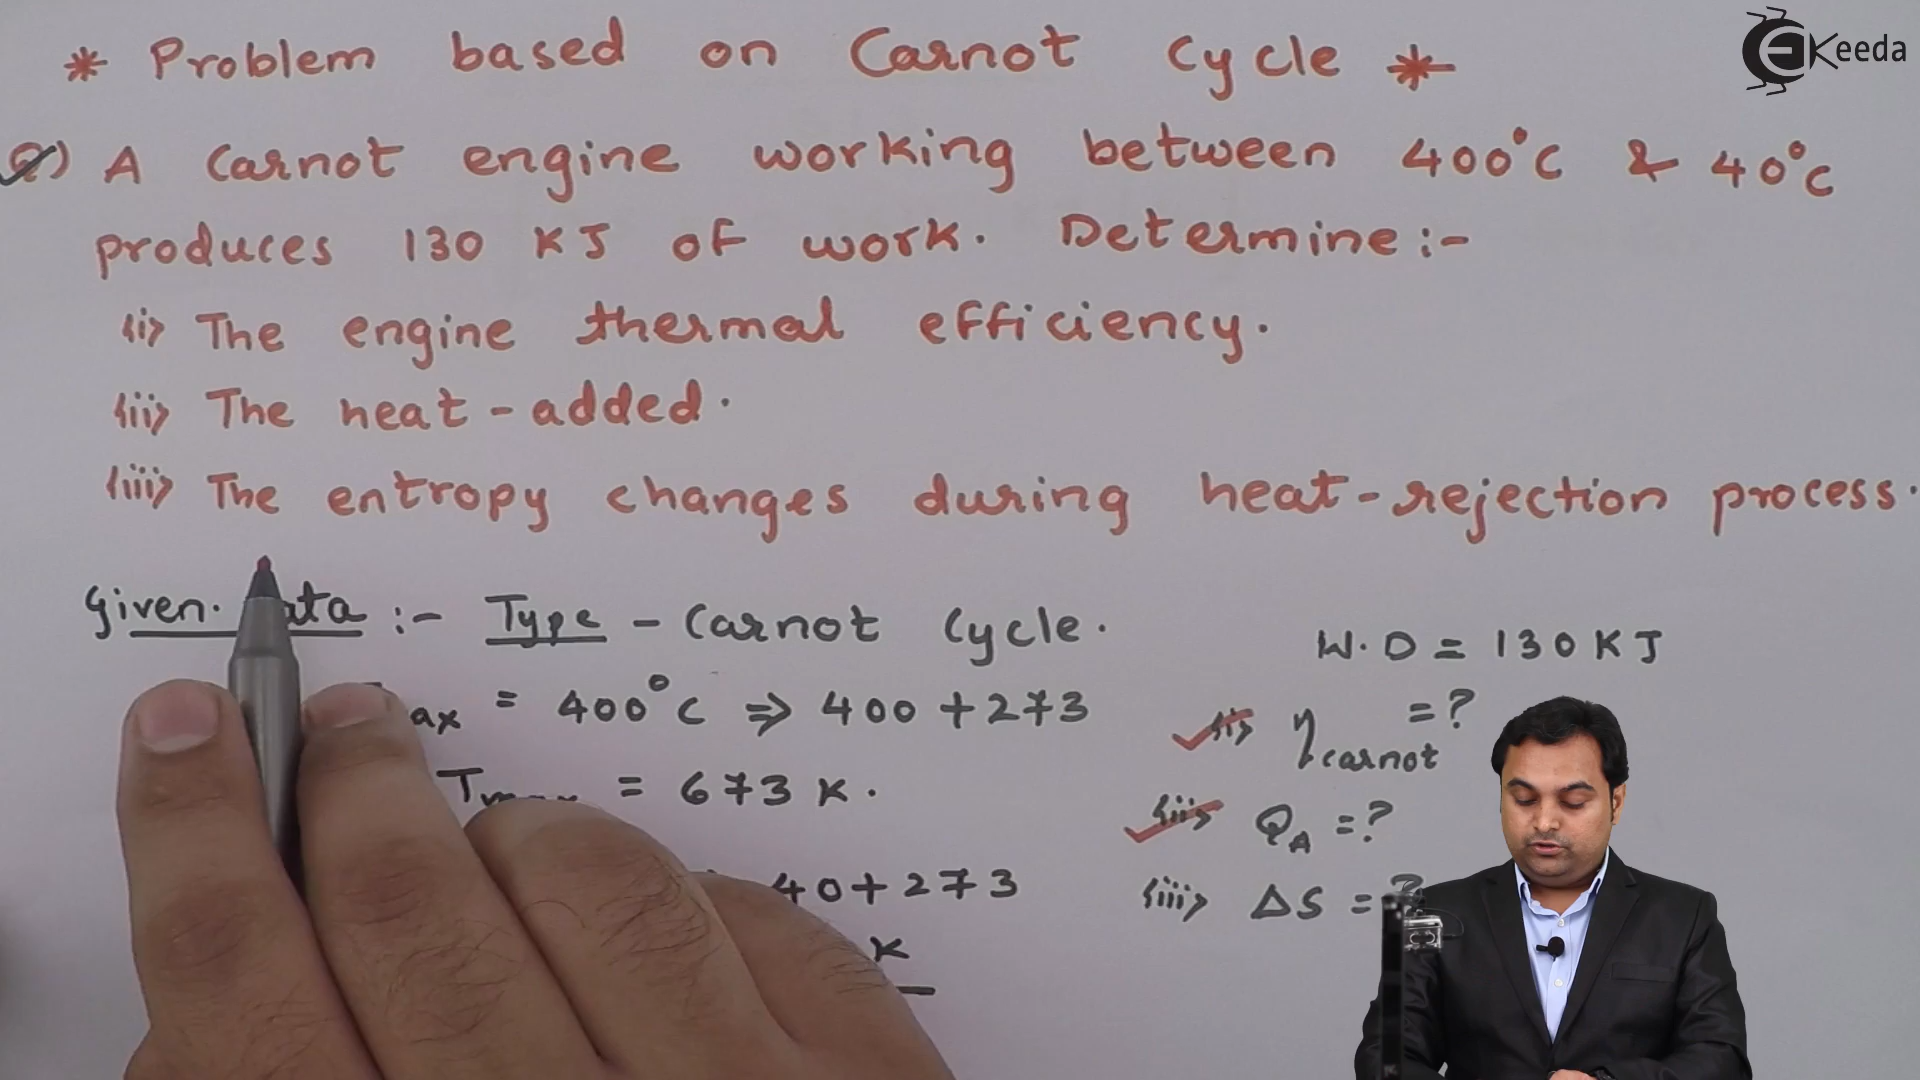 Keeda
* Problem based on Carnot Cycle *
Q) A Carnot engine working between 400°C & 40°C
produces 130 KJ of work. Determine:-
(i) The engine thermal efficiency.
(ii) The heat-added.
(iii) The entropy changes during heat-rejection process.
Given :- Type - Carnot Cycle.
= 400°C ⇒ 400 + 273
= 673 K.
40 + 273
K
W.D = 130 KJ
(i) ηcarnot = ?
(ii) QA = ?
(iii) ΔS = ?